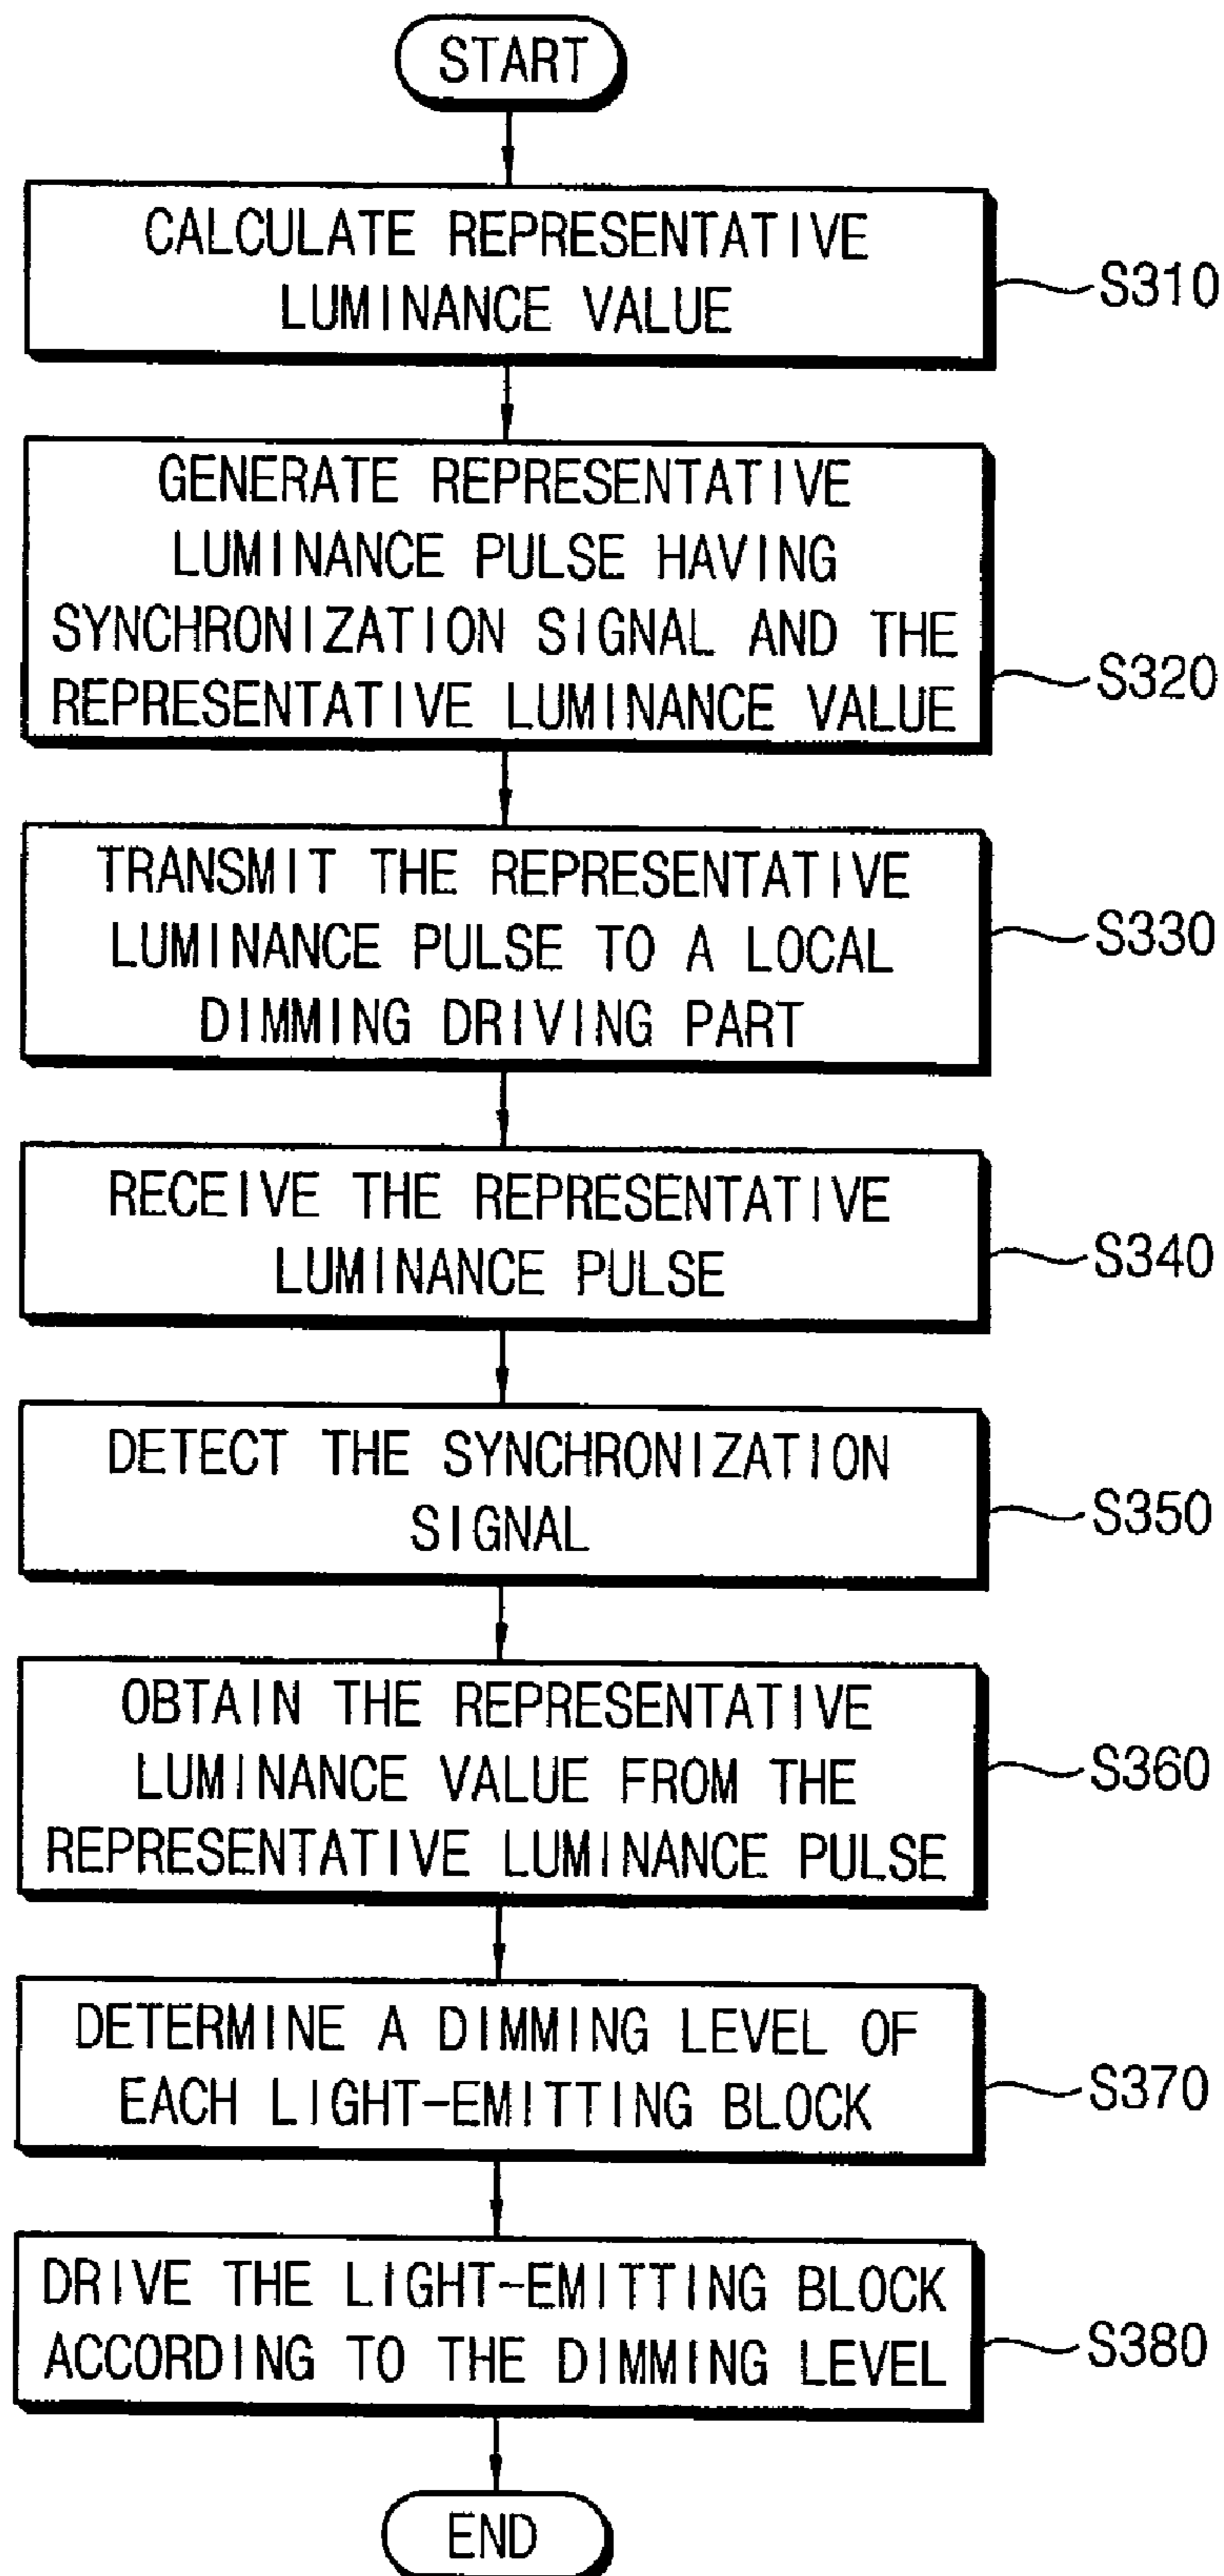 START
CALCULATE REPRESENTATIVE
LUMINANCE VALUE
S310
GENERATE REPRESENTATIVE
LUMINANCE PULSE HAVING
SYNCHRONIZATION SIGNAL AND THE
REPRESENTATIVE LUMINANCE VALUE
S320
TRANSMIT THE REPRESENTATIVE
LUMINANCE PULSE TO A LOCAL
DIMMING DRIVING PART
S330
RECEIVE THE REPRESENTATIVE
LUMINANCE PULSE
S340
DETECT THE SYNCHRONIZATION
SIGNAL
S350
OBTAIN THE REPRESENTATIVE
LUMINANCE VALUE FROM THE
REPRESENTATIVE LUMINANCE PULSE
S360
DETERMINE A DIMMING LEVEL OF
EACH LIGHT-EMITTING BLOCK
S370
DRIVE THE LIGHT-EMITTING BLOCK
ACCORDING TO THE DIMMING LEVEL
S380
END